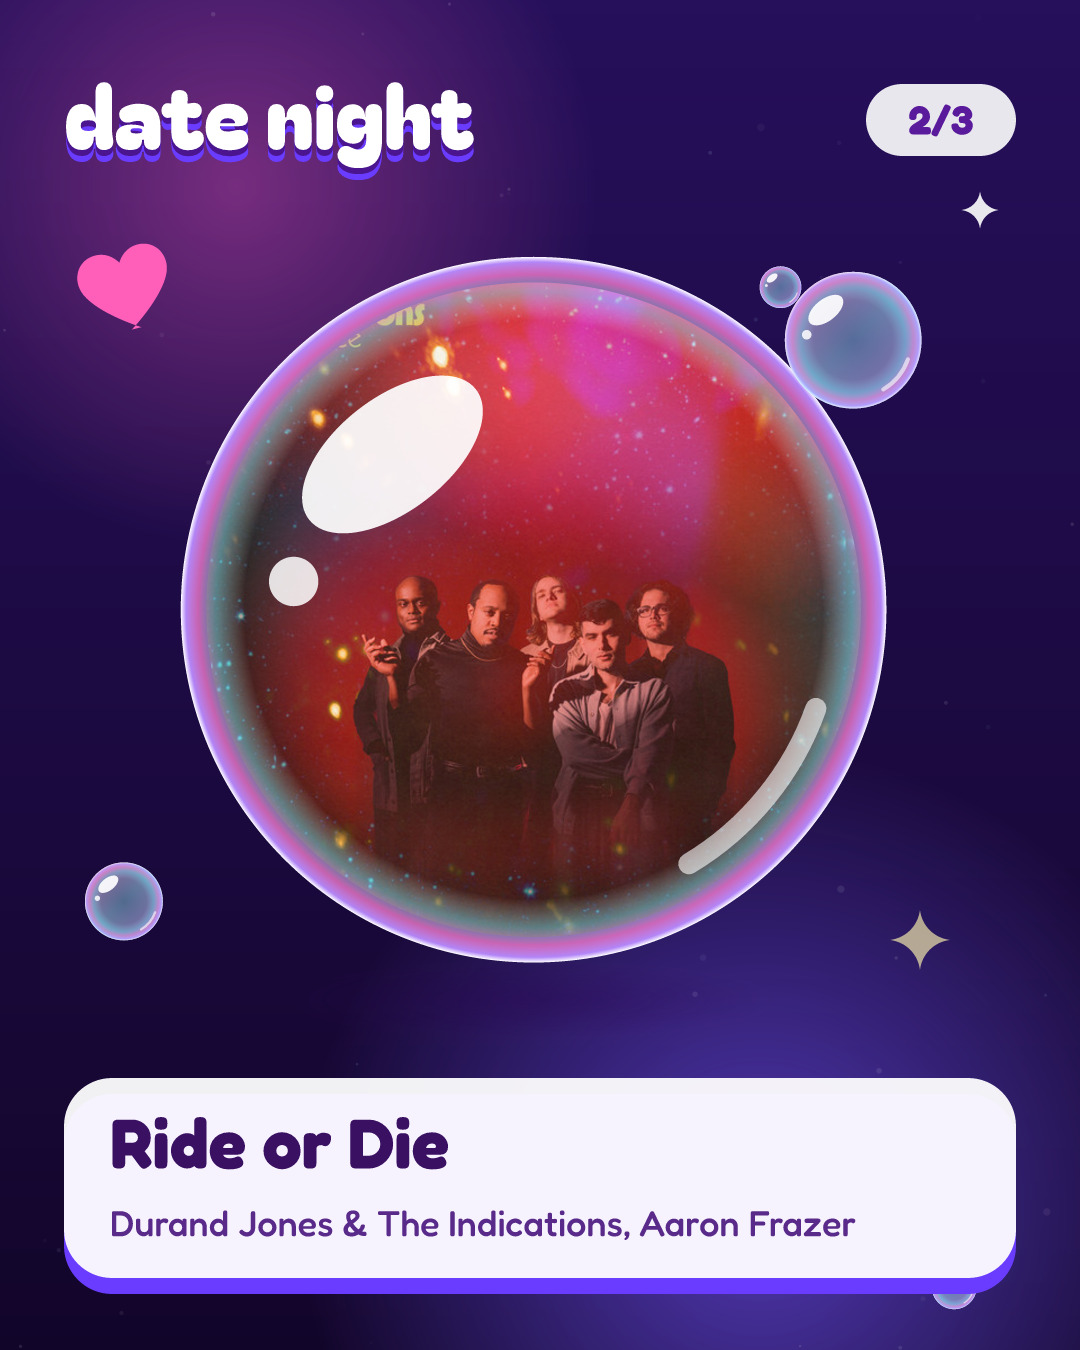 date night
2/3
Ride or Die
Durand Jones & The Indications, Aaron Frazer